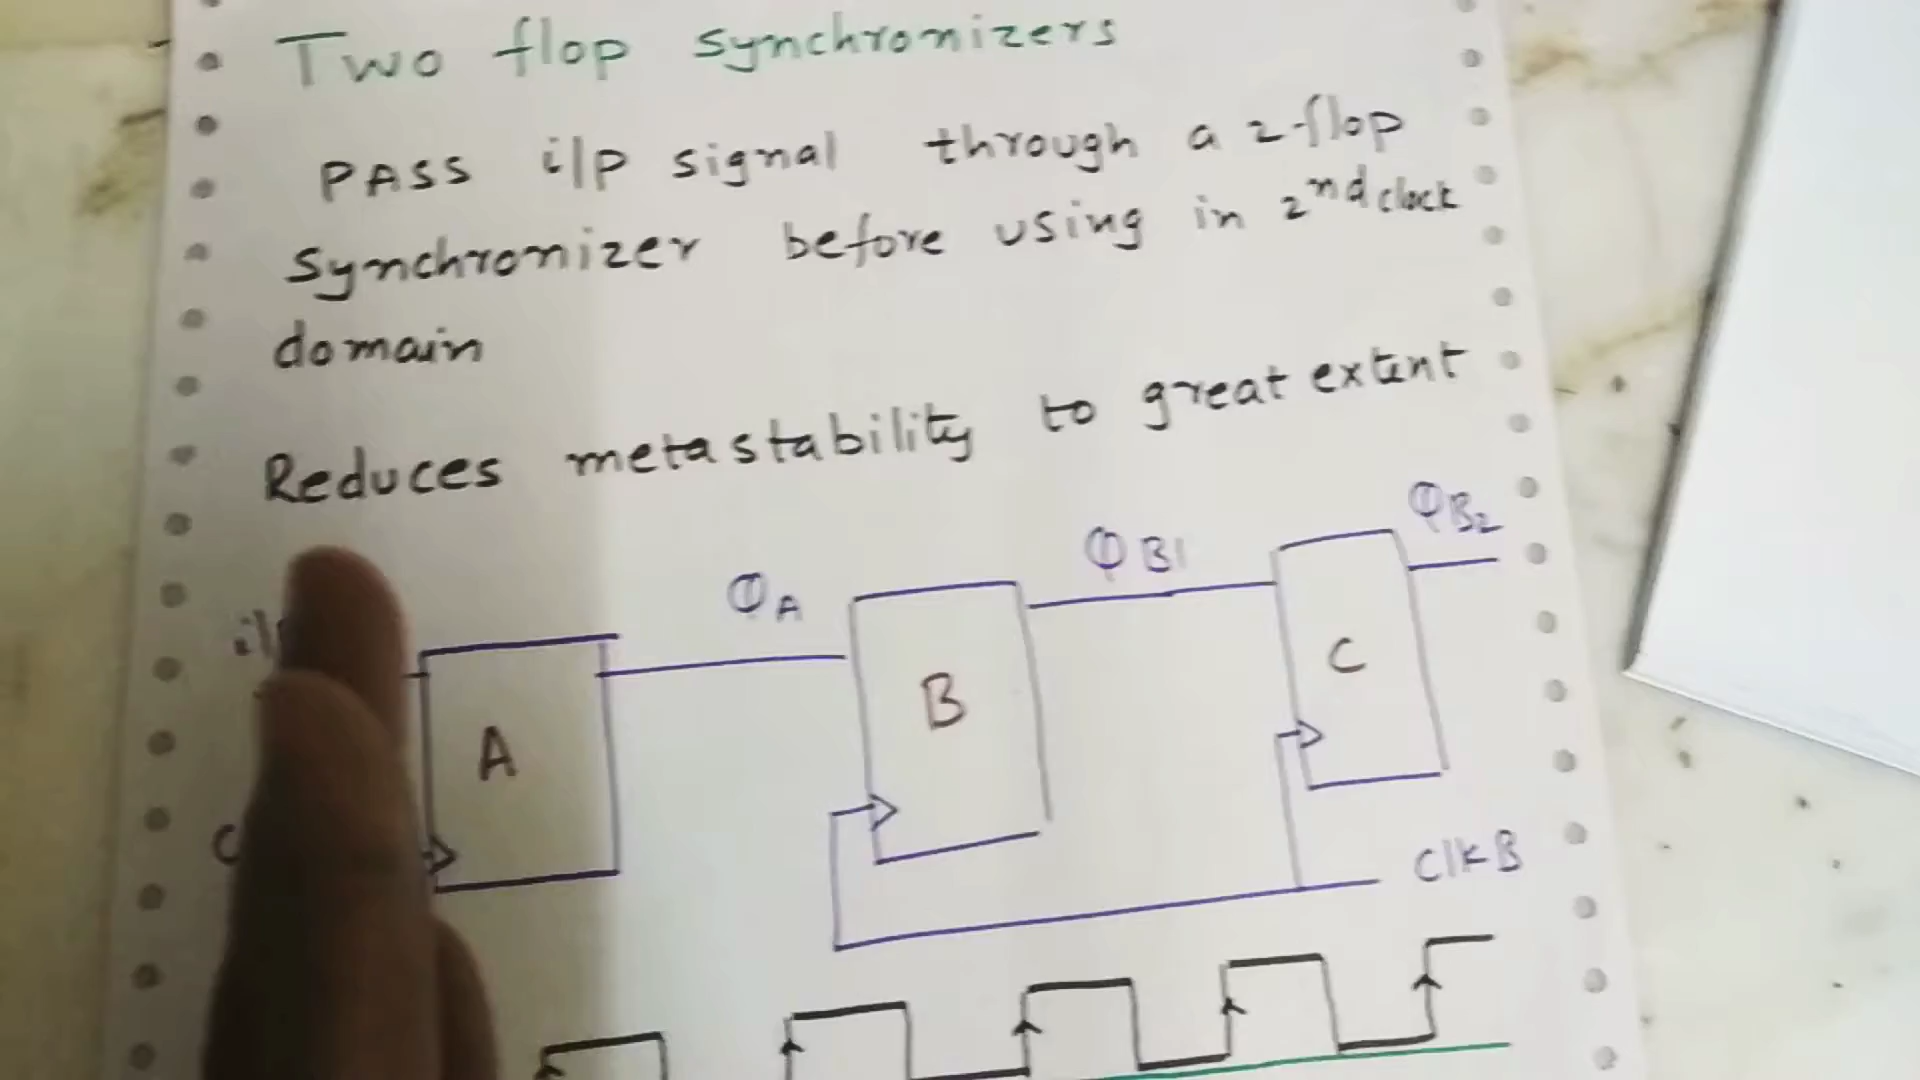 Two flop synchronizers
PASS i/p signal through a 2-flop
synchronizer before using in 2nd clock
domain
Reduces metastability to great extent
QA
QB1
QB2
A
B
C
ClkB